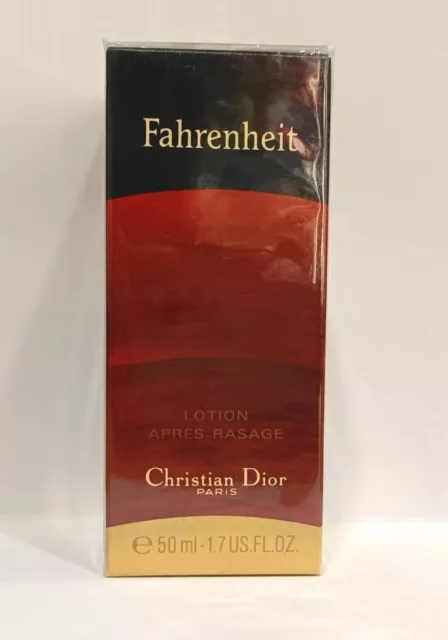 Fahrenheit
LOTION
APRÈS-RASAGE
Christian Dior
PARIS
℮ 50 ml - 1.7 US.FL.OZ.